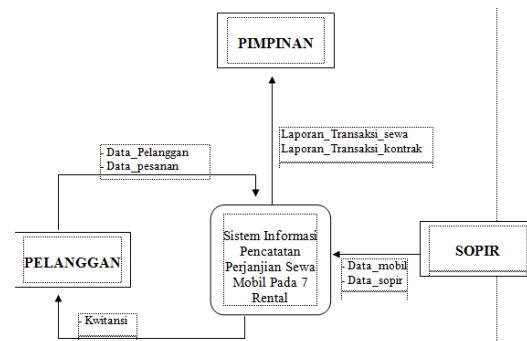 PIMPINAN
Laporan_Transaksi_sewa
Laporan_Transaksi_kontrak
- Data_Pelanggan
- Data_pesanan
Sistem Informasi
Pencatatan
Perjanjian Sewa
Mobil Pada 7
Rental
PELANGGAN
SOPIR
- Data_mobil
- Data_sopir
- Kwitansi